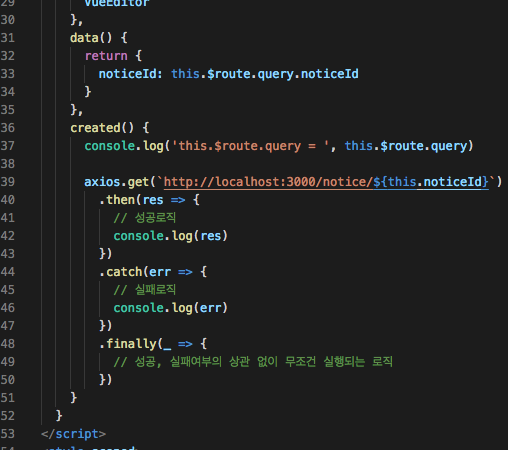 29 VueEditor
30 },
31 data() {
32 return {
33 noticeId: this.$route.query.noticeId
34 }
35 },
36 created() {
37 console.log('this.$route.query = ', this.$route.query)
38
39 axios.get(`http://localhost:3000/notice/${this.noticeId}`)
40 .then(res => {
41 // 성공로직
42 console.log(res)
43 })
44 .catch(err => {
45 // 실패로직
46 console.log(err)
47 })
48 .finally(_ => {
49 // 성공, 실패여부의 상관 없이 무조건 실행되는 로직
50 })
51 }
52 }
53 </script>
54 <style scoped>